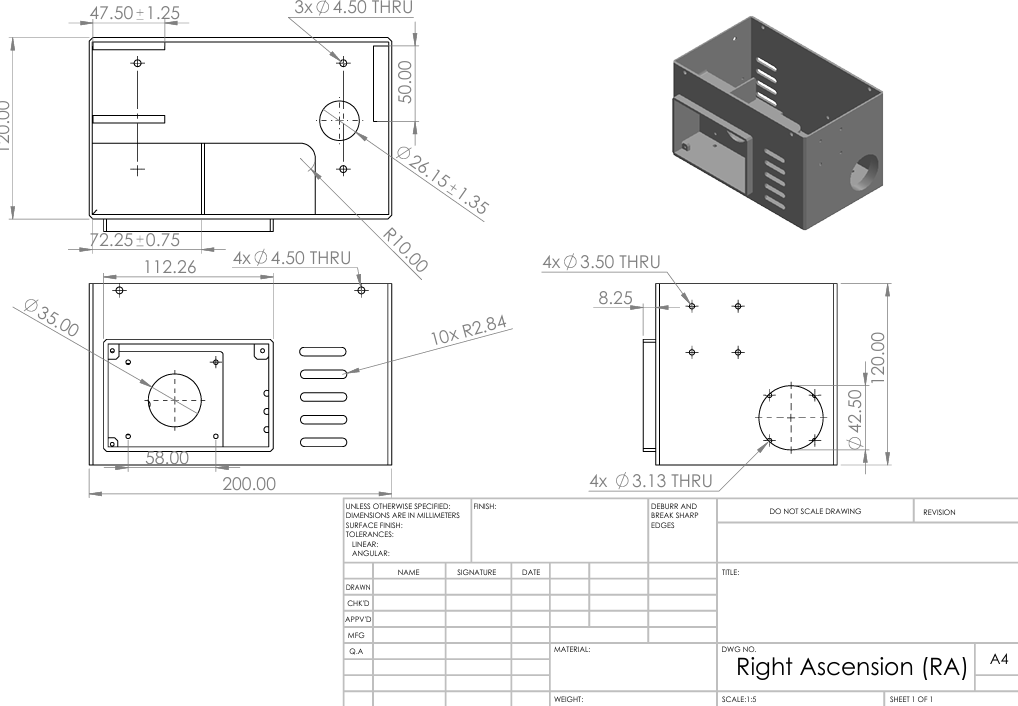 47.50±1.25
3x Ø 4.50 THRU
50.00
120.00
Ø 26.15±1.35
R10.00
72.25±0.75
112.26
4x Ø 4.50 THRU
Ø 35.00
10x R2.84
58.00
200.00
4x Ø 3.50 THRU
8.25
120.00
Ø 42.50
4x Ø 3.13 THRU
UNLESS OTHERWISE SPECIFIED:
DIMENSIONS ARE IN MILLIMETERS
SURFACE FINISH:
TOLERANCES:
LINEAR:
ANGULAR:
FINISH:
DEBURR AND
BREAK SHARP
EDGES
DO NOT SCALE DRAWING
REVISION
NAME
SIGNATURE
DATE
TITLE:
DRAWN
CHK'D
APPV'D
MFG
Q.A
MATERIAL:
DWG NO.
Right Ascension (RA)
A4
WEIGHT:
SCALE:1:5
SHEET 1 OF 1